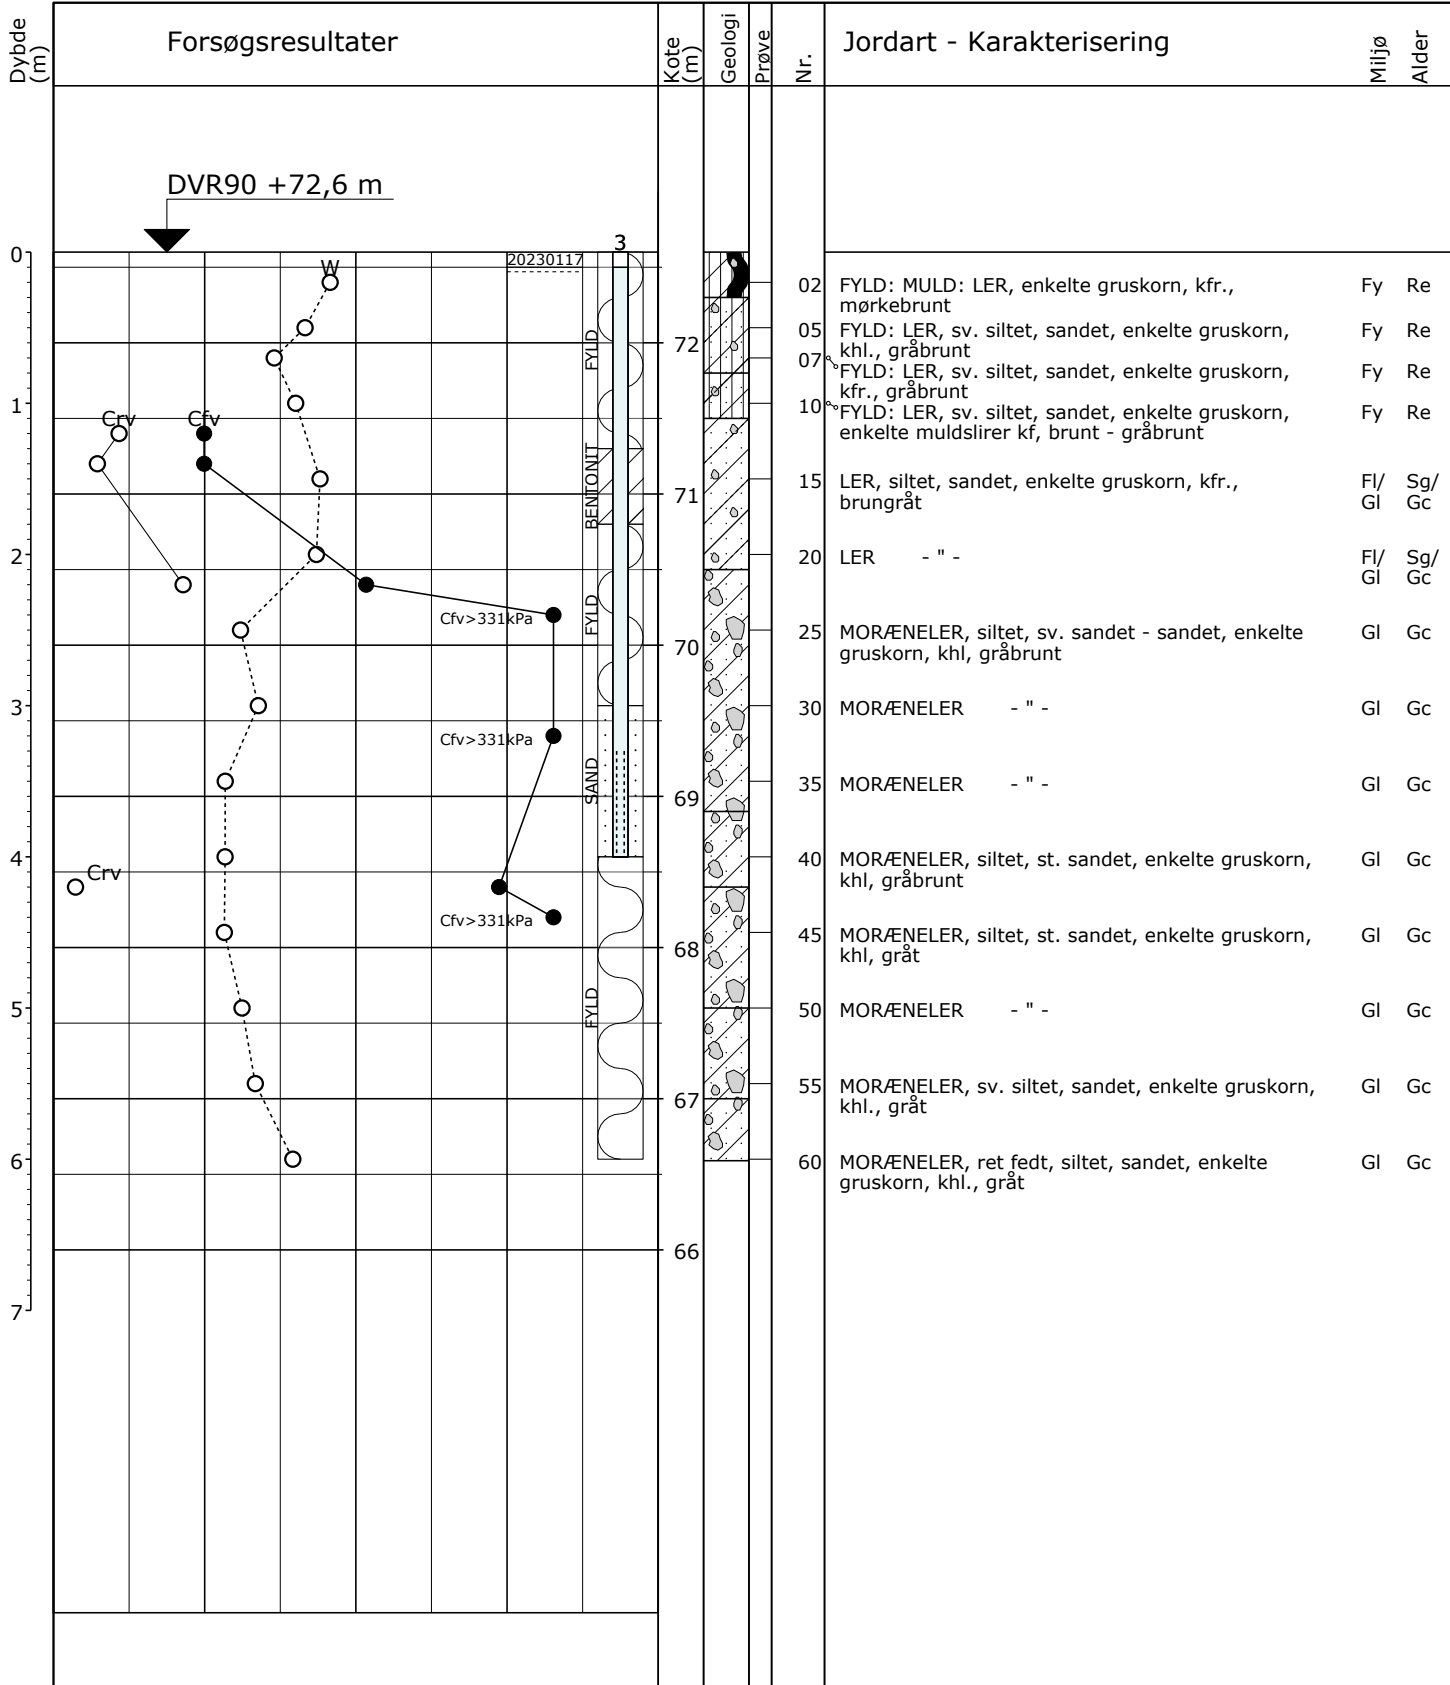 Dybde
(m)
Forsøgsresultater
Kote
(m)
Geologi
Prøve
Nr.
Jordart - Karakterisering
Miljø
Alder
DVR90 +72,6 m
0
1
2
3
4
5
6
7
W
20230117
3
Crv
Cfv
Cfv>331kPa
Cfv>331kPa
Crv
Cfv>331kPa
FYLD
BENTONIT
FYLD
SAND
FYLD
72
71
70
69
68
67
66
02 FYLD: MULD: LER, enkelte gruskorn, kfr., Fy Re
mørkebrunt
05 FYLD: LER, sv. siltet, sandet, enkelte gruskorn, Fy Re
khl., gråbrunt
07 FYLD: LER, sv. siltet, sandet, enkelte gruskorn, Fy Re
kfr., gråbrunt
10 FYLD: LER, sv. siltet, sandet, enkelte gruskorn, Fy Re
enkelte muldslirer kf, brunt - gråbrunt
15 LER, siltet, sandet, enkelte gruskorn, kfr., Fl/ Sg/
brungråt Gl Gc
20 LER - " - Fl/ Sg/
Gl Gc
25 MORÆNELER, siltet, sv. sandet - sandet, enkelte Gl Gc
gruskorn, khl, gråbrunt
30 MORÆNELER - " - Gl Gc
35 MORÆNELER - " - Gl Gc
40 MORÆNELER, siltet, st. sandet, enkelte gruskorn, Gl Gc
khl, gråbrunt
45 MORÆNELER, siltet, st. sandet, enkelte gruskorn, Gl Gc
khl, gråt
50 MORÆNELER - " - Gl Gc
55 MORÆNELER, sv. siltet, sandet, enkelte gruskorn, Gl Gc
khl., gråt
60 MORÆNELER, ret fedt, siltet, sandet, enkelte Gl Gc
gruskorn, khl., gråt